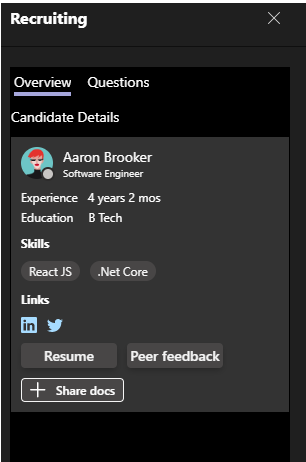 Recruiting
Overview Questions
Candidate Details
Aaron Brooker
Software Engineer
Experience 4 years 2 mos
Education B Tech
Skills
React JS .Net Core
Links
in
Resume Peer feedback
+ Share docs